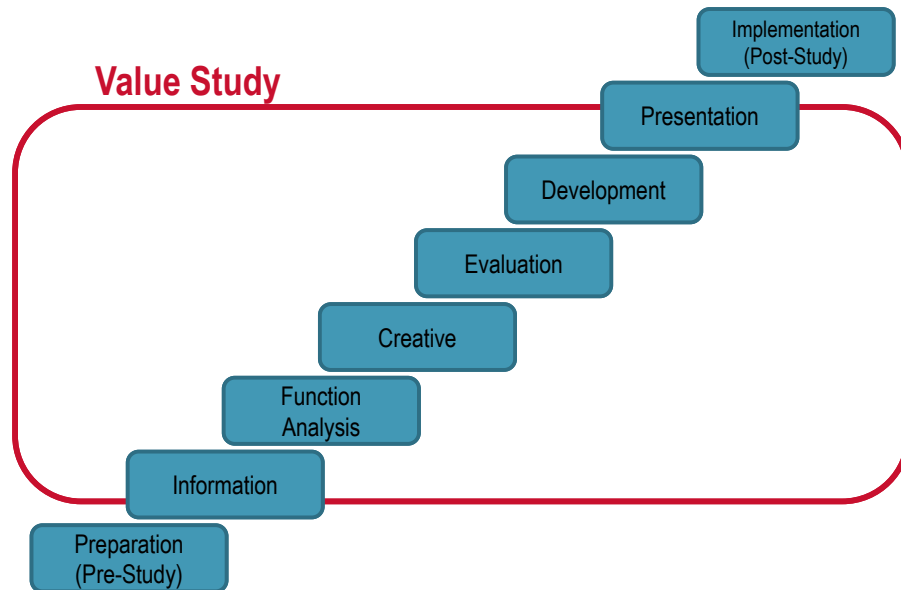 Implementation
(Post-Study)
Value Study
Presentation
Development
Evaluation
Creative
Function
Analysis
Information
Preparation
(Pre-Study)